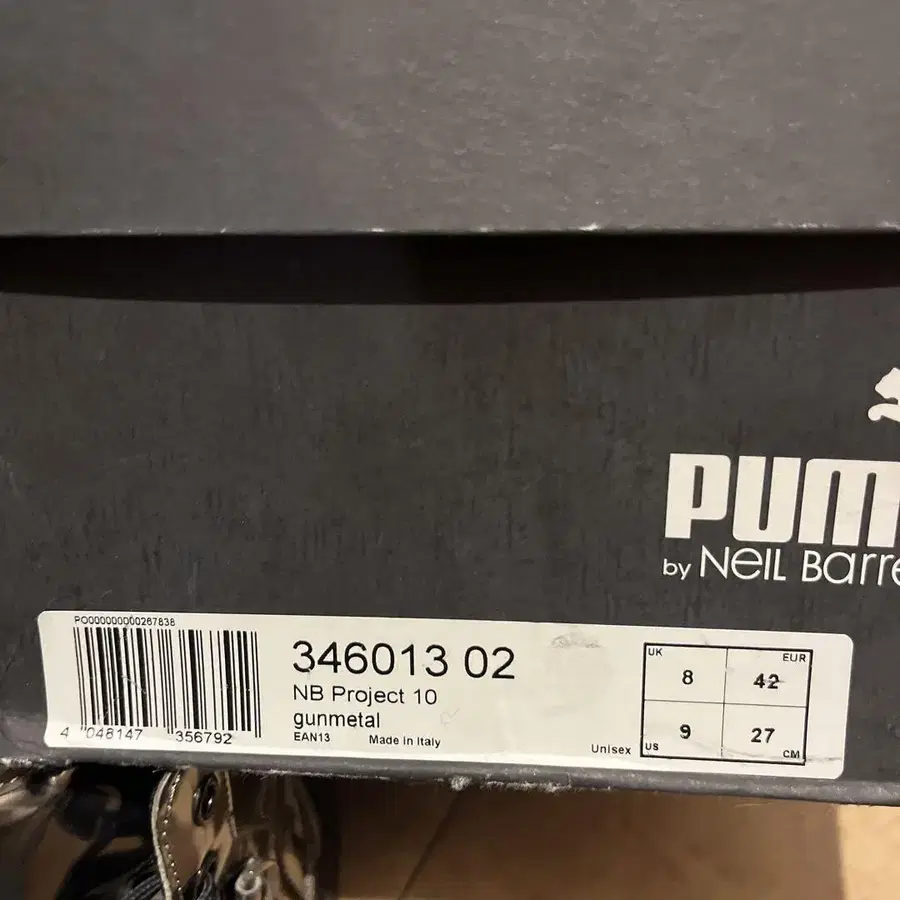 PUM
by NEIL Barre
PO000000000267838
4 048147 356792
346013 02
NB Project 10
gunmetal
EAN13 Made in Italy
Unisex
UK 8 42 EUR
US 9 27 CM